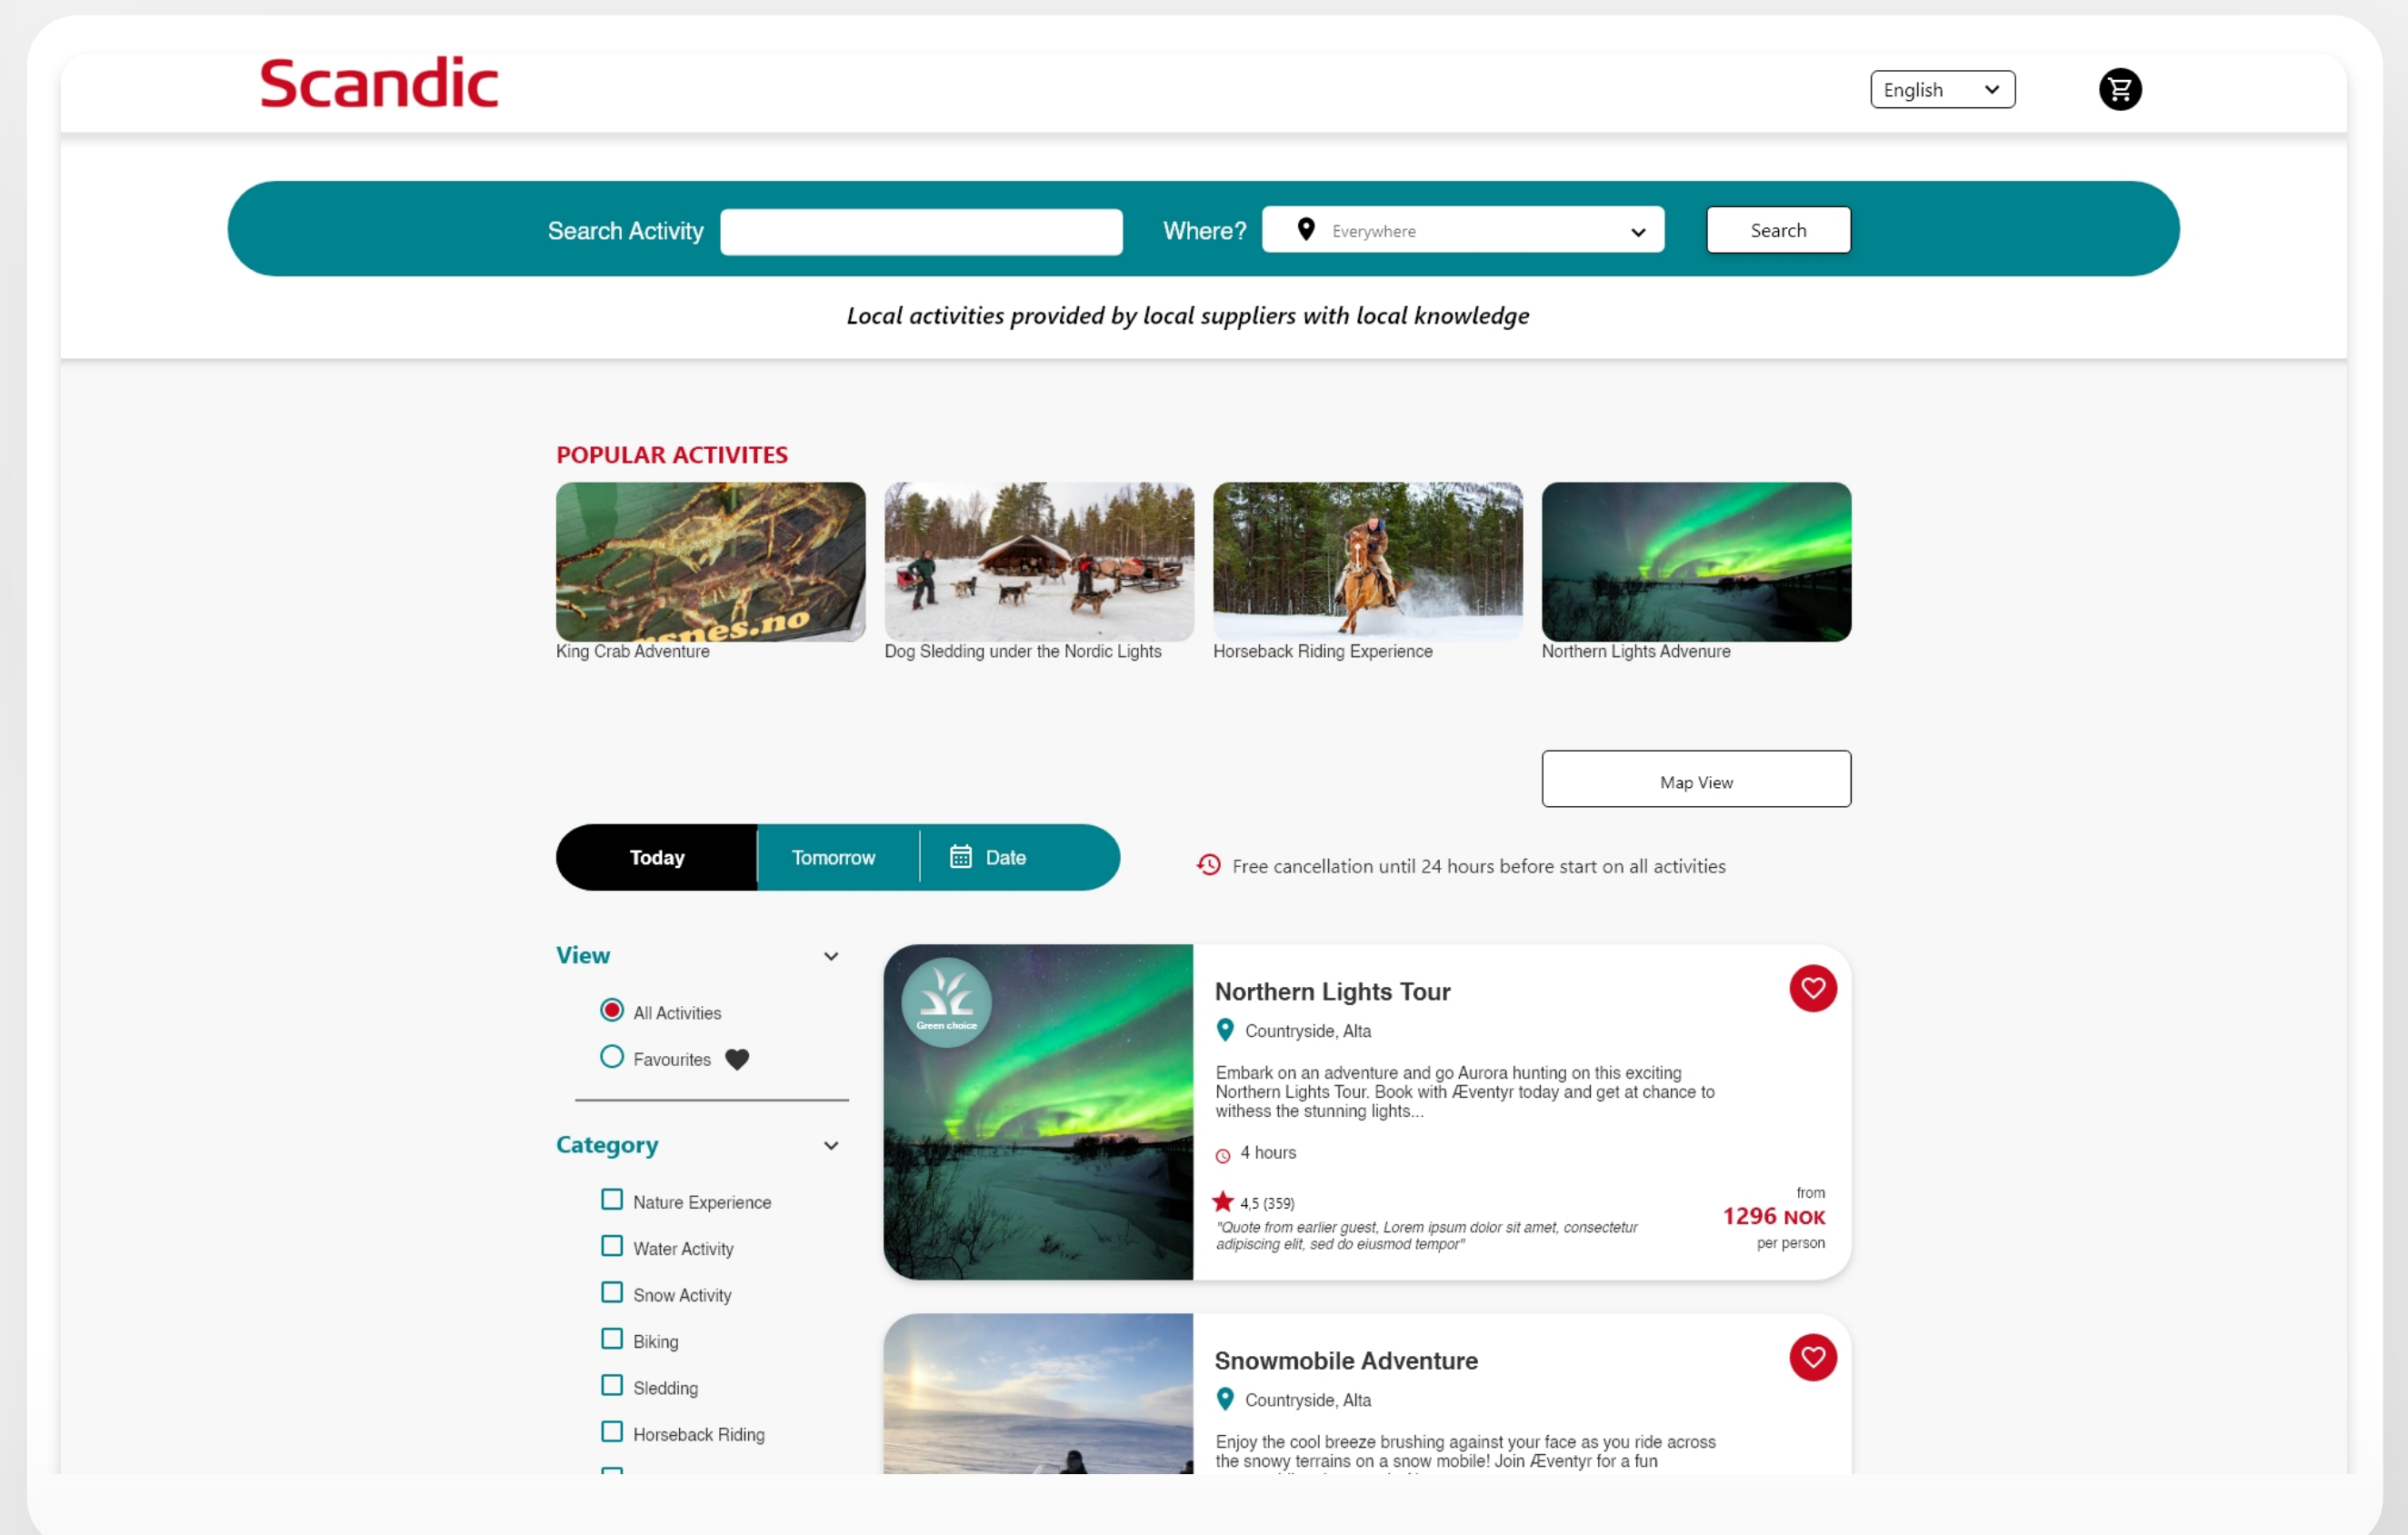 Scandic
English
Search Activity
Where?
Everywhere
Search
Local activities provided by local suppliers with local knowledge
POPULAR ACTIVITES
snes.no
King Crab Adventure
Dog Sledding under the Nordic Lights
Horseback Riding Experience
Northern Lights Advenure
Map View
Today
Tomorrow
Date
Free cancellation until 24 hours before start on all activities
View
All Activities
Favourites
Category
Nature Experience
Water Activity
Snow Activity
Biking
Sledding
Horseback Riding
Green choice
Northern Lights Tour
Countryside, Alta
Embark on an adventure and go Aurora hunting on this exciting
Northern Lights Tour. Book with Æventyr today and get at chance to
withess the stunning lights...
4 hours
4,5 (359)
"Quote from earlier guest, Lorem ipsum dolor sit amet, consectetur
adipiscing elit, sed do eiusmod tempor"
from
1296 NOK
per person
Snowmobile Adventure
Countryside, Alta
Enjoy the cool breeze brushing against your face as you ride across
the snowy terrains on a snow mobile! Join Æventyr for a fun